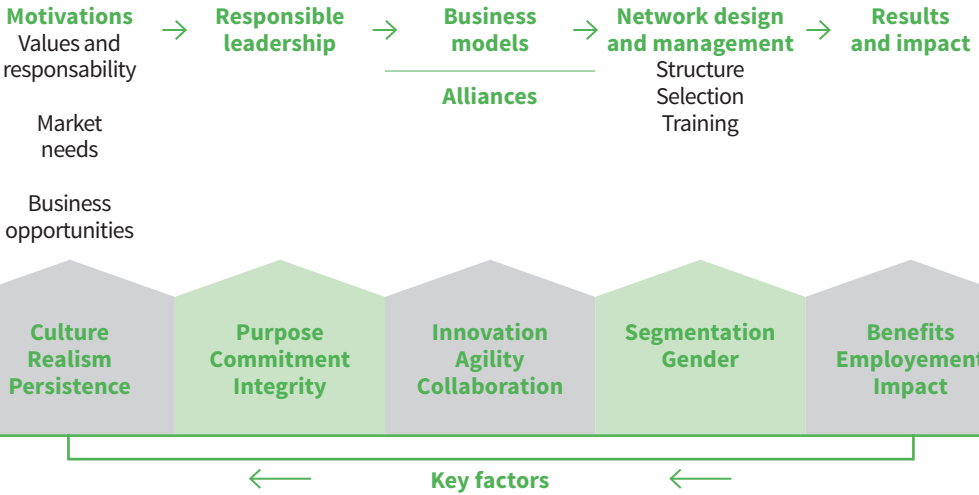 Motivations
Values and
responsability
Market
needs
Business
opportunities
Responsible
leadership
Business
models
Alliances
Network design
and management
Structure
Selection
Training
Results
and impact
Culture
Realism
Persistence
Purpose
Commitment
Integrity
Innovation
Agility
Collaboration
Segmentation
Gender
Benefits
Employement
Impact
Key factors